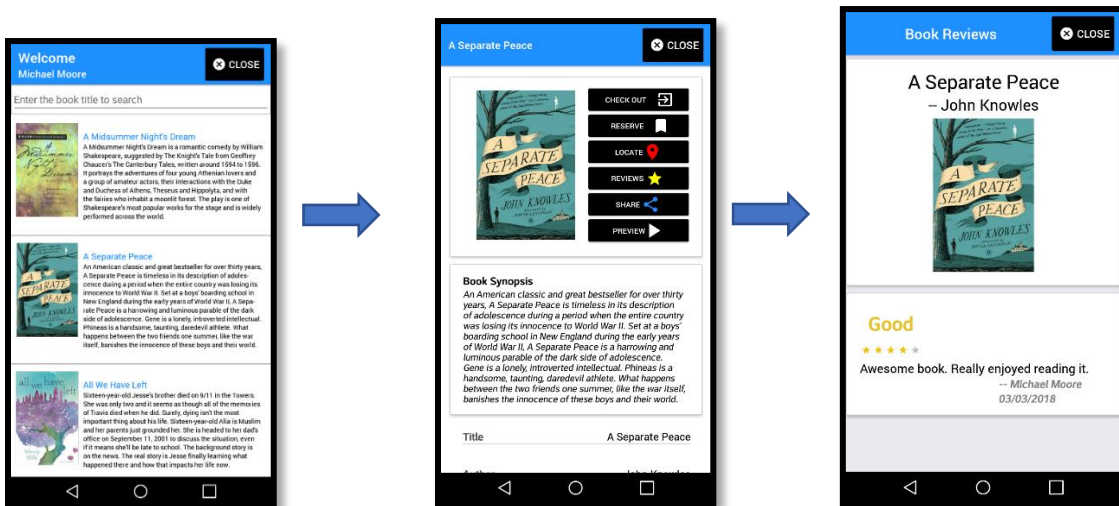 Welcome
Michael Moore
CLOSE
Enter the book title to search
A Midsummer Night's Dream
A Midsummer Night's Dream is a romantic comedy by William
Shakespeare, suggested by The Knight's Tale from Geoffrey
Chaucer's The Canterbury Tales, written around 1594 to 1596.
It portrays the adventures of four young Athenian lovers and
a group of amateur actors, their interactions with the Duke
and Duchess of Athens, Theseus and Hippolyta, and with
the fairies who inhabit a moonlit forest. The play is one of
Shakespeare's most popular works for the stage and is widely
performed across the world.
A
SEPARATE
PEACE
JOHN KNOWLES
A Separate Peace
An American classic and great bestseller for over thirty years,
A Separate Peace is timeless in its description of adoles-
cence during a period when the entire country was losing its
innocence to World War II. Set at a boys' boarding school in
New England during the early years of World War II, A Sepa-
rate Peace is a harrowing and luminous parable of the dark
side of adolescence. Gene is a lonely, introverted intellectual.
Phineas is a handsome, taunting, daredevil athlete. What
happens between the two friends one summer, like the war
itself, banishes the innocence of these boys and their world.
all we have
left
All We Have Left
Sixteen-year-old Jesse's brother died on 9/11 in the Towers.
She was only two and it seems as though all of the memories
of Travis died when he did. Surely, dying isn't the most
important thing about his life. Sixteen-year-old Alia is Muslim
and her parents just grounded her. She is headed to her dad's
office on September 11, 2001 to discuss the situation, even
if it means she'll be late to school. The background story is
on the news. The real story is Jesse finally learning what
happened there and how that impacts her life now.
A Separate Peace
CLOSE
A
SEPARATE
PEACE
JOHN KNOWLES
CHECK OUT
RESERVE
LOCATE
REVIEWS
SHARE
PREVIEW
Book Synopsis
An American classic and great bestseller for over thirty
years, A Separate Peace is timeless in its description
of adolescence during a period when the entire country
was losing its innocence to World War II. Set at a boys'
boarding school in New England during the early years
of World War II, A Separate Peace is a harrowing and
luminous parable of the dark side of adolescence.
Gene is a lonely, introverted intellectual. Phineas is a
handsome, taunting, daredevil athlete. What happens
between the two friends one summer, like the war itself,
banishes the innocence of these boys and their world.
Title A Separate Peace
Author John Knowles
Book Reviews
CLOSE
A Separate Peace
-- John Knowles
A
SEPARATE
PEACE
JOHN KNOWLES
Good
Awesome book. Really enjoyed reading it.
-- Michael Moore
03/03/2018